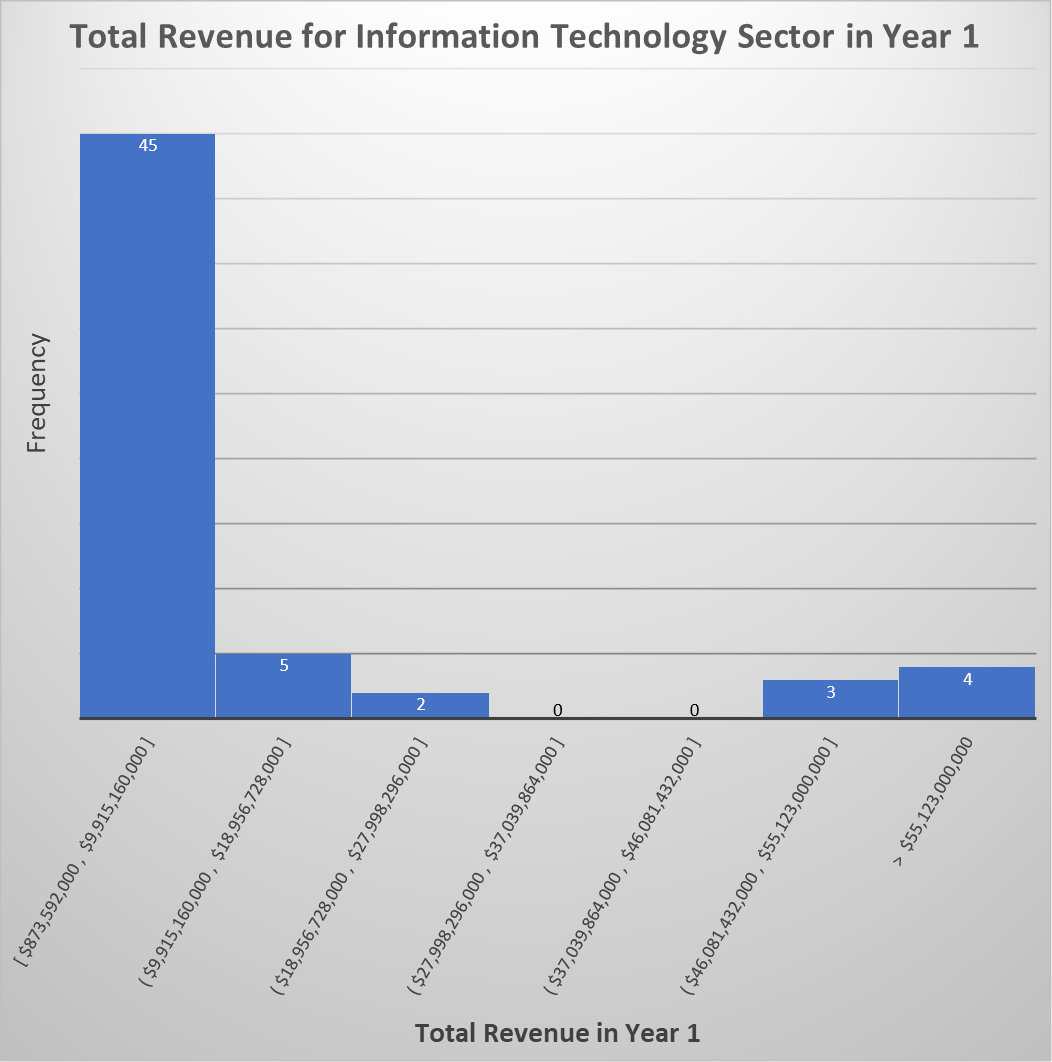 Total Revenue for Information Technology Sector in Year 1
Frequency
45
5
2
0
0
3
4
[ $873,592,000 , $9,915,160,000 ]
( $9,915,160,000 , $18,956,728,000 ]
( $18,956,728,000 , $27,998,296,000 ]
( $27,998,296,000 , $37,039,864,000 ]
( $37,039,864,000 , $46,081,432,000 ]
( $46,081,432,000 , $55,123,000,000 ]
> $55,123,000,000
Total Revenue in Year 1